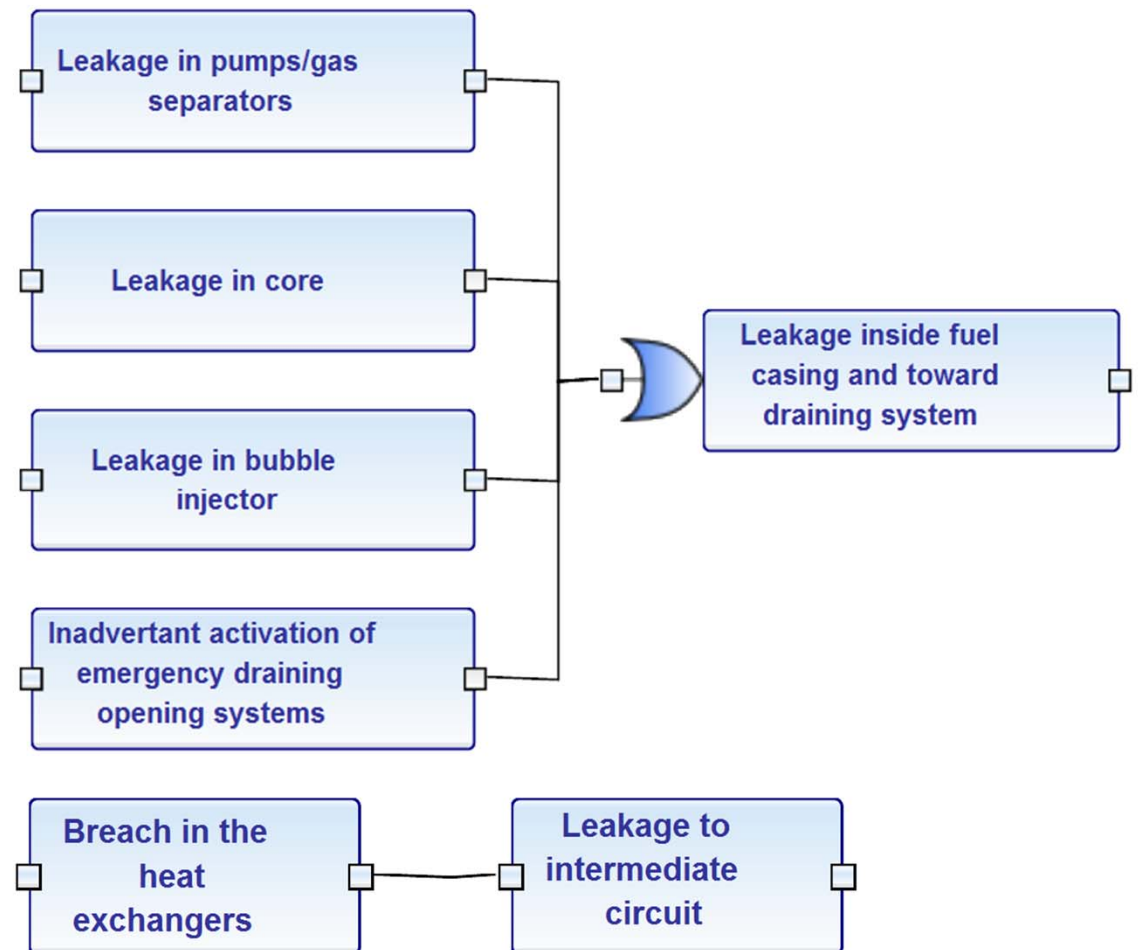 Leakage in pumps/gas
separators
Leakage in core
Leakage in bubble
injector
Inadvertant activation of
emergency draining
opening systems
Leakage inside fuel
casing and toward
draining system
Breach in the
heat
exchangers
Leakage to
intermediate
circuit